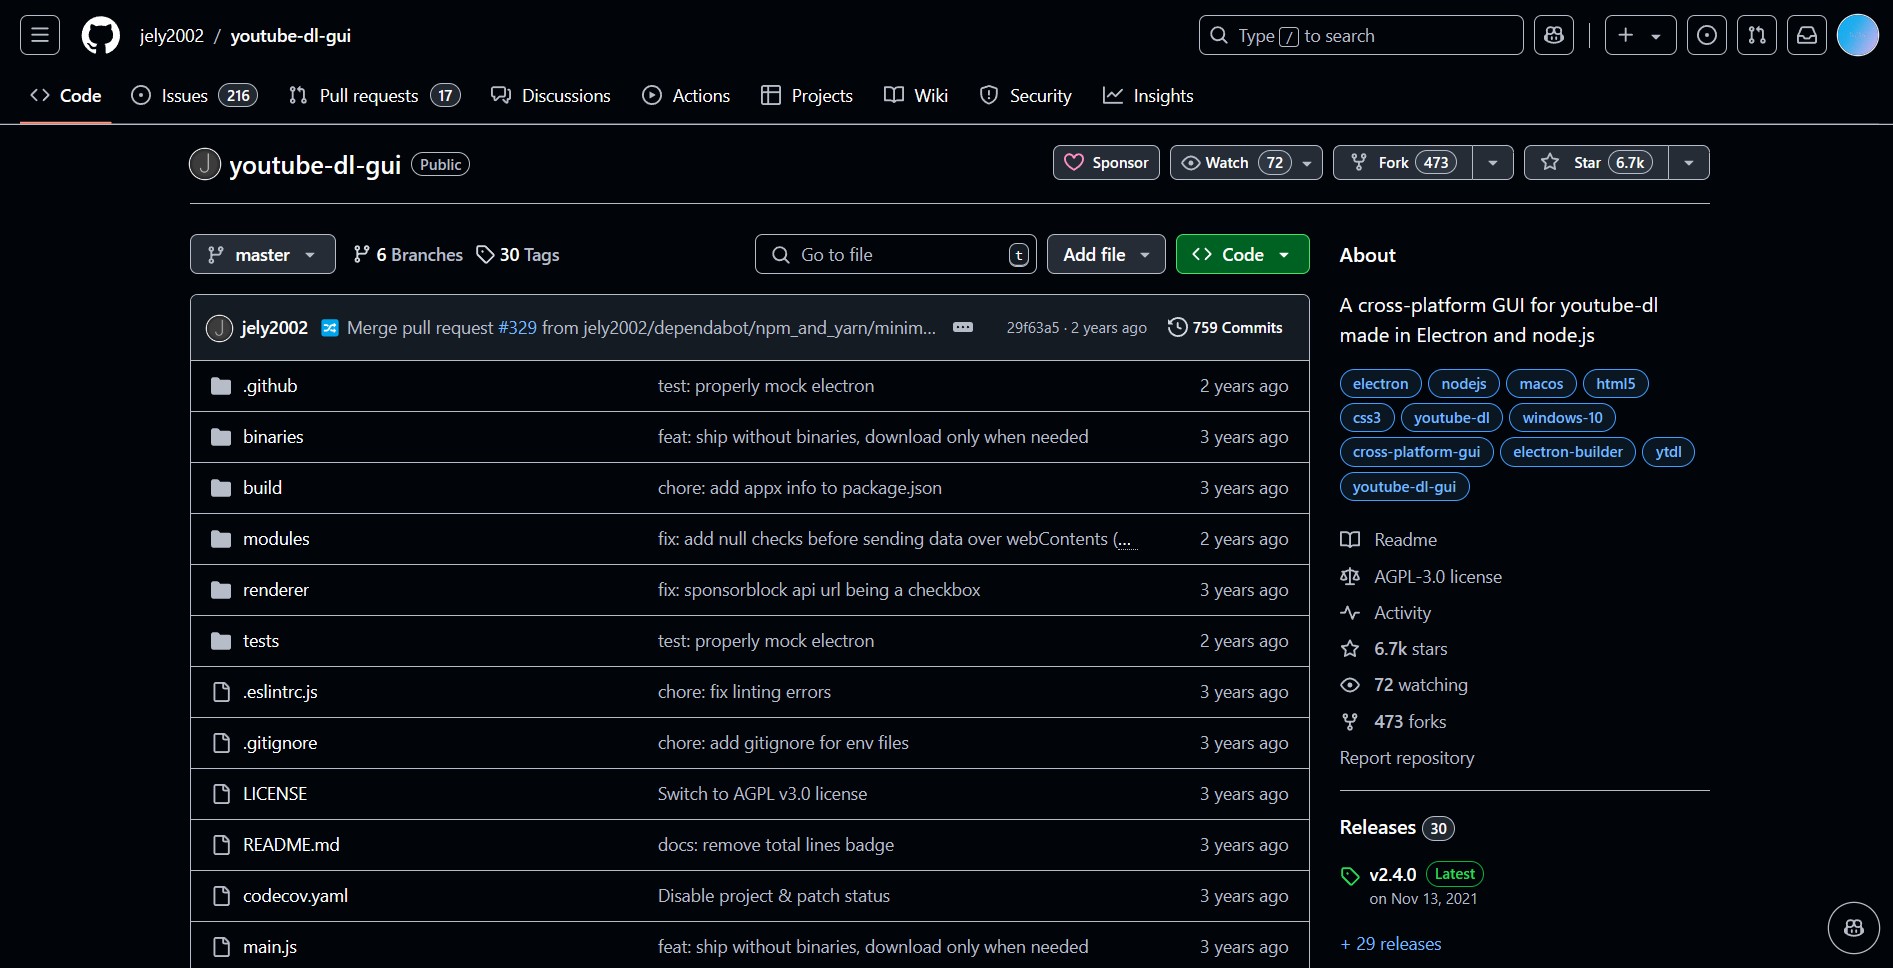 jely2002 / youtube-dl-gui
Type / to search
Code
Issues 216
Pull requests 17
Discussions
Actions
Projects
Wiki
Security
Insights
J youtube-dl-gui Public
Sponsor
Watch 72
Fork 473
Star 6.7k
master
6 Branches
30 Tags
Go to file t
Add file
Code
J jely2002 Merge pull request #329 from jely2002/dependabot/npm_and_yarn/minim... 29f63a5 · 2 years ago 759 Commits
.github test: properly mock electron 2 years ago
binaries feat: ship without binaries, download only when needed 3 years ago
build chore: add appx info to package.json 3 years ago
modules fix: add null checks before sending data over webContents (... 2 years ago
renderer fix: sponsorblock api url being a checkbox 3 years ago
tests test: properly mock electron 2 years ago
.eslintrc.js chore: fix linting errors 3 years ago
.gitignore chore: add gitignore for env files 3 years ago
LICENSE Switch to AGPL v3.0 license 3 years ago
README.md docs: remove total lines badge 3 years ago
codecov.yaml Disable project & patch status 3 years ago
main.js feat: ship without binaries, download only when needed 3 years ago
About
A cross-platform GUI for youtube-dl
made in Electron and node.js
electron nodejs macos html5
css3 youtube-dl windows-10
cross-platform-gui electron-builder ytdl
youtube-dl-gui
Readme
AGPL-3.0 license
Activity
6.7k stars
72 watching
473 forks
Report repository
Releases 30
v2.4.0 Latest
on Nov 13, 2021
+ 29 releases